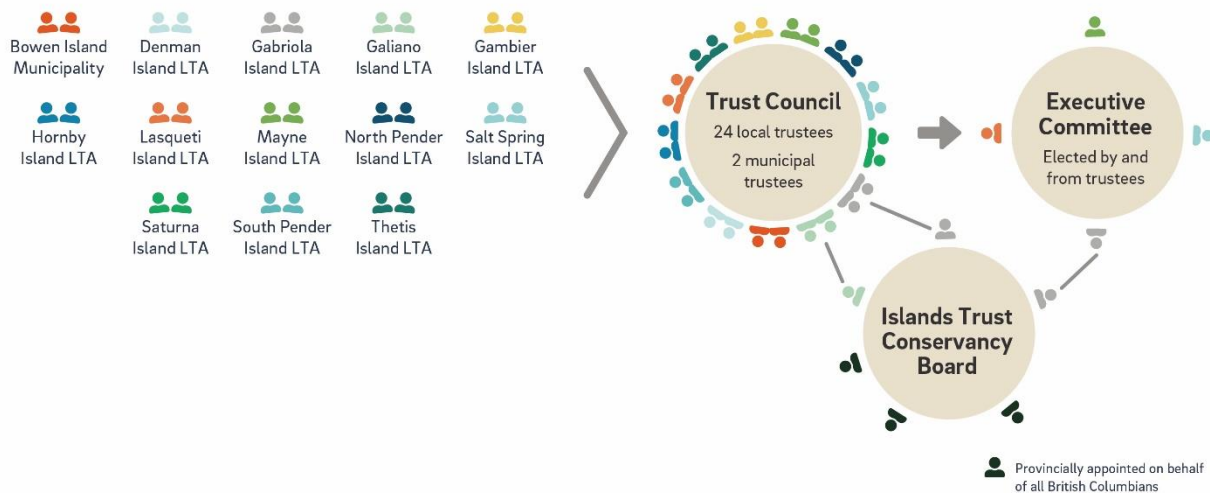 Bowen Island
Municipality
Denman
Island LTA
Gabriola
Island LTA
Galiano
Island LTA
Gambier
Island LTA
Hornby
Island LTA
Lasqueti
Island LTA
Mayne
Island LTA
North Pender
Island LTA
Salt Spring
Island LTA
Saturna
Island LTA
South Pender
Island LTA
Thetis
Island LTA
Trust Council
24 local trustees
2 municipal
trustees
Executive
Committee
Elected by and
from trustees
Islands Trust
Conservancy
Board
Provincially appointed on behalf
of all British Columbians